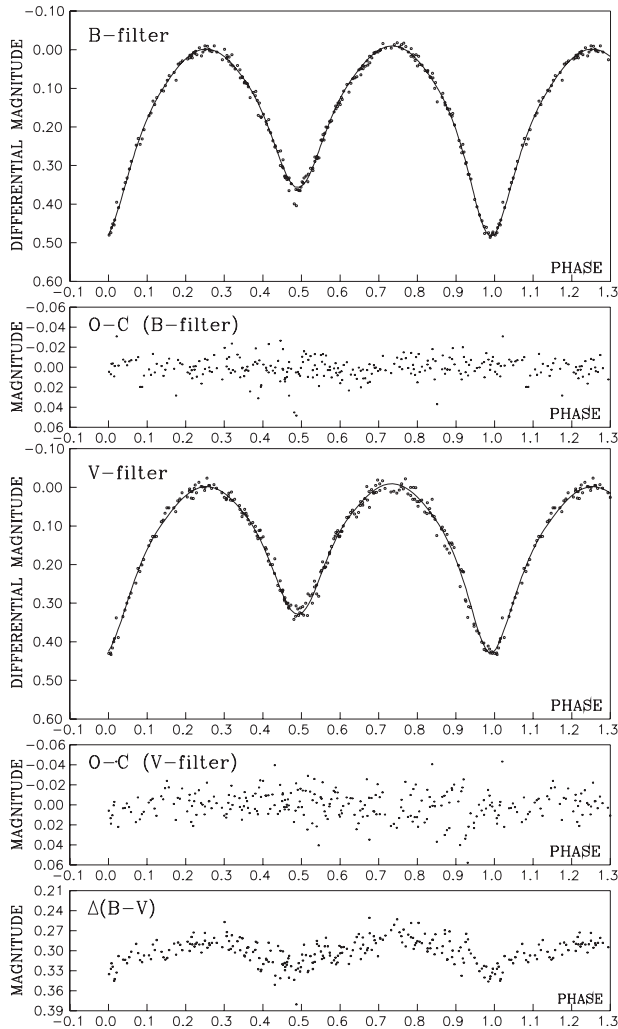 B-filter
DIFFERENTIAL MAGNITUDE
-0.10
0.00
0.10
0.20
0.30
0.40
0.50
0.60
PHASE
-0.1 0.0 0.1 0.2 0.3 0.4 0.5 0.6 0.7 0.8 0.9 1.0 1.1 1.2 1.3
O-C (B-filter)
MAGNITUDE
-0.06
-0.04
-0.02
0.00
0.02
0.04
0.06
PHASE
-0.1 0.0 0.1 0.2 0.3 0.4 0.5 0.6 0.7 0.8 0.9 1.0 1.1 1.2 1.3
V-filter
DIFFERENTIAL MAGNITUDE
-0.10
0.00
0.10
0.20
0.30
0.40
0.50
0.60
PHASE
-0.1 0.0 0.1 0.2 0.3 0.4 0.5 0.6 0.7 0.8 0.9 1.0 1.1 1.2 1.3
O-C (V-filter)
MAGNITUDE
-0.06
-0.04
-0.02
0.00
0.02
0.04
0.06
PHASE
-0.1 0.0 0.1 0.2 0.3 0.4 0.5 0.6 0.7 0.8 0.9 1.0 1.1 1.2 1.3
Δ(B-V)
MAGNITUDE
0.21
0.24
0.27
0.30
0.33
0.36
0.39
PHASE
-0.1 0.0 0.1 0.2 0.3 0.4 0.5 0.6 0.7 0.8 0.9 1.0 1.1 1.2 1.3